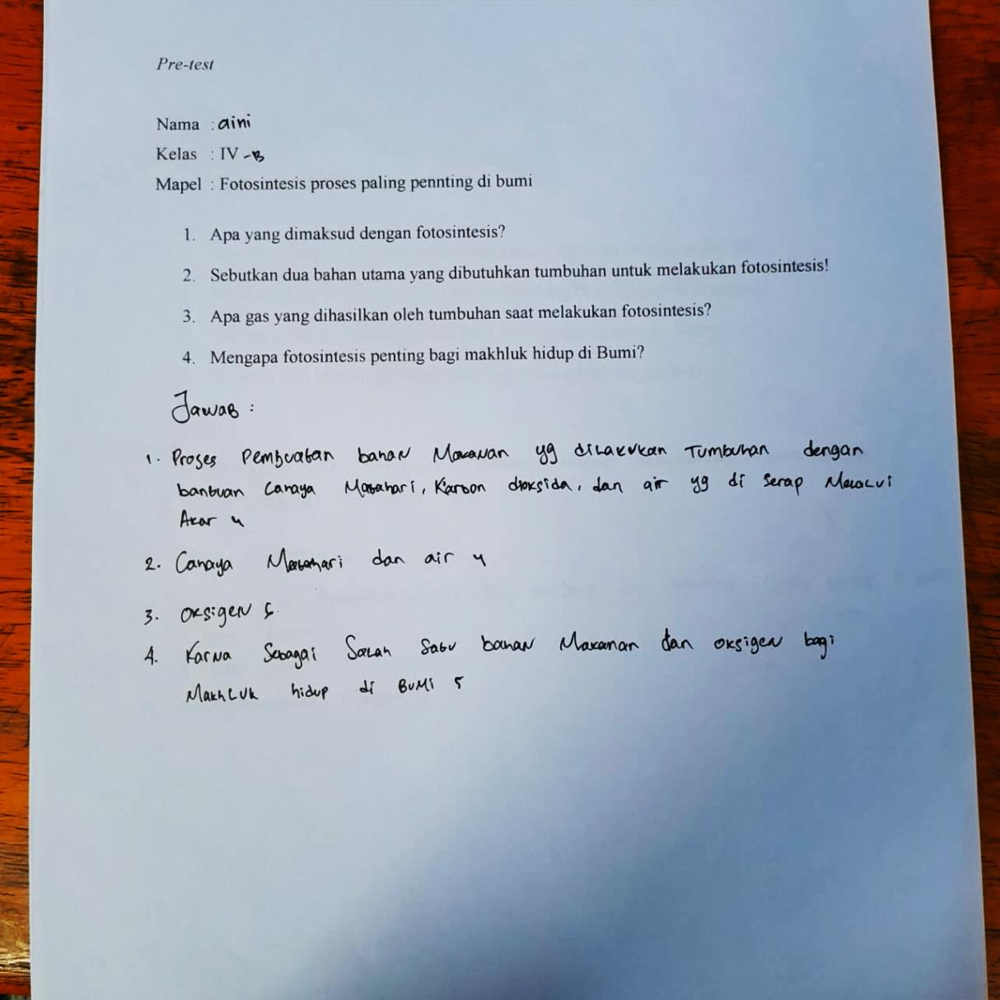 Pre-test
Nama : aini
Kelas : IV -B
Mapel : Fotosintesis proses paling pennting di bumi
1. Apa yang dimaksud dengan fotosintesis?
2. Sebutkan dua bahan utama yang dibutuhkan tumbuhan untuk melakukan fotosintesis!
3. Apa gas yang dihasilkan oleh tumbuhan saat melakukan fotosintesis?
4. Mengapa fotosintesis penting bagi makhluk hidup di Bumi?
Jawab :
1. Proses Pembuatan bahan Makanan yg dilakukan Tumbuhan dengan
bantuan Cahaya Matahari, Karbon dioksida, dan air yg di Serap Melalui
Akar 4
2. Cahaya Matahari dan air 4
3. Oksigen 5
4. Karna Sebagai Salah Satu bahan Makanan dan oksigen bagi
Makhluk hidup di BUMi 5